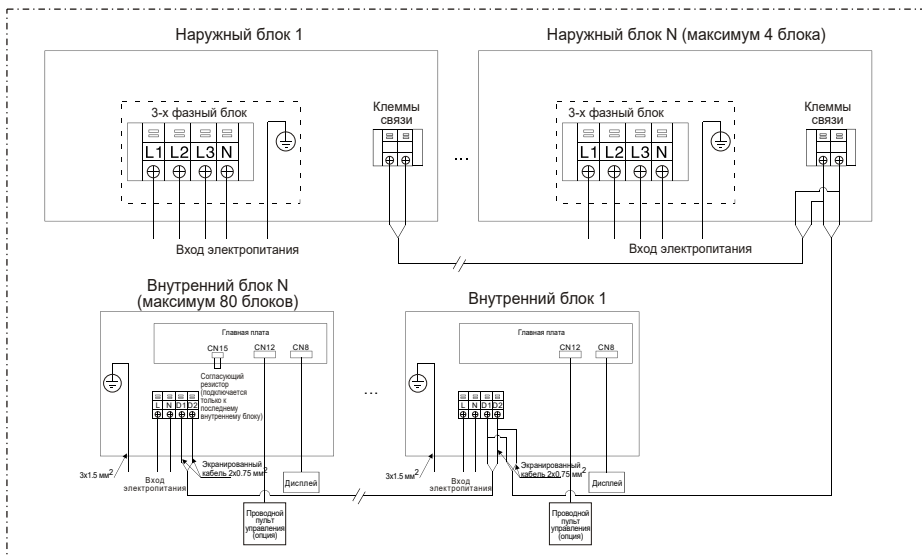 Наружный блок 1
3-х фазный блок
L1 L2 L3 N
Клеммы
связи
Вход электропитания
...
Наружный блок N (максимум 4 блока)
3-х фазный блок
L1 L2 L3 N
Клеммы
связи
Вход электропитания
Внутренний блок N
(максимум 80 блоков)
Главная плата
CN15 CN12 CN8
Согласующий
резистор
(подключается
только к
последнему
внутреннему блоку)
L N D1 D2
3x1.5 мм2
Вход
электропитания
Экранированный
кабель 2x0.75 мм2
Дисплей
Проводной
пульт
управления
(опция)
...
Внутренний блок 1
Главная плата
CN12 CN8
L N D1 D2
3x1.5 мм2
Вход
электропитания
Экранированный
кабель 2x0.75 мм2
Дисплей
Проводной
пульт
управления
(опция)